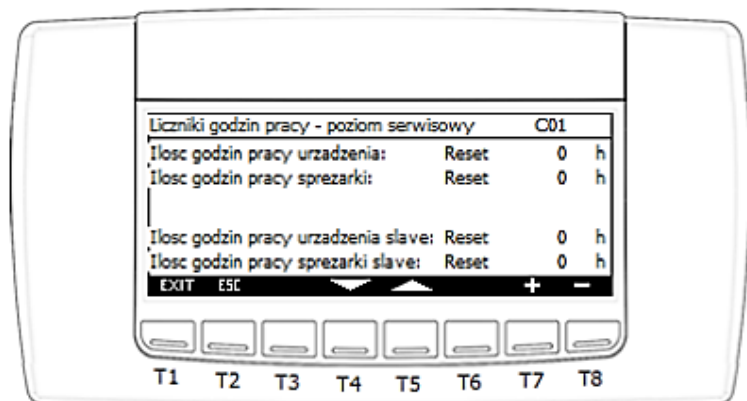 Liczniki godzin pracy - poziom serwisowy C01
Ilosc godzin pracy urzadzenia: Reset 0 h
Ilosc godzin pracy sprezarki: Reset 0 h
Ilosc godzin pracy urzadzenia slave: Reset 0 h
Ilosc godzin pracy sprezarki slave: Reset 0 h
EXIT ESC + -
T1 T2 T3 T4 T5 T6 T7 T8